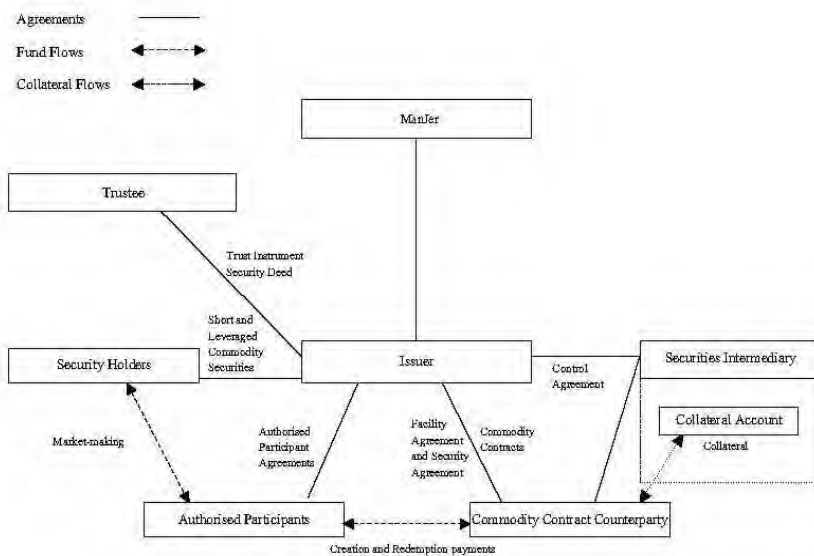 Agreements
Fund Flows
Collateral Flows
ManJer
Trustee
Trust Instrument
Security Deed
Short and
Leveraged
Commodity
Securities
Security Holders
Issuer
Securities Intermediary
Control
Agreement
Collateral Account
Collateral
Market-making
Authorised
Participant
Agreements
Facility
Agreement
and Security
Agreement
Commodity
Contracts
Authorised Participants
Commodity Contract Counterparty
Creation and Redemption payments